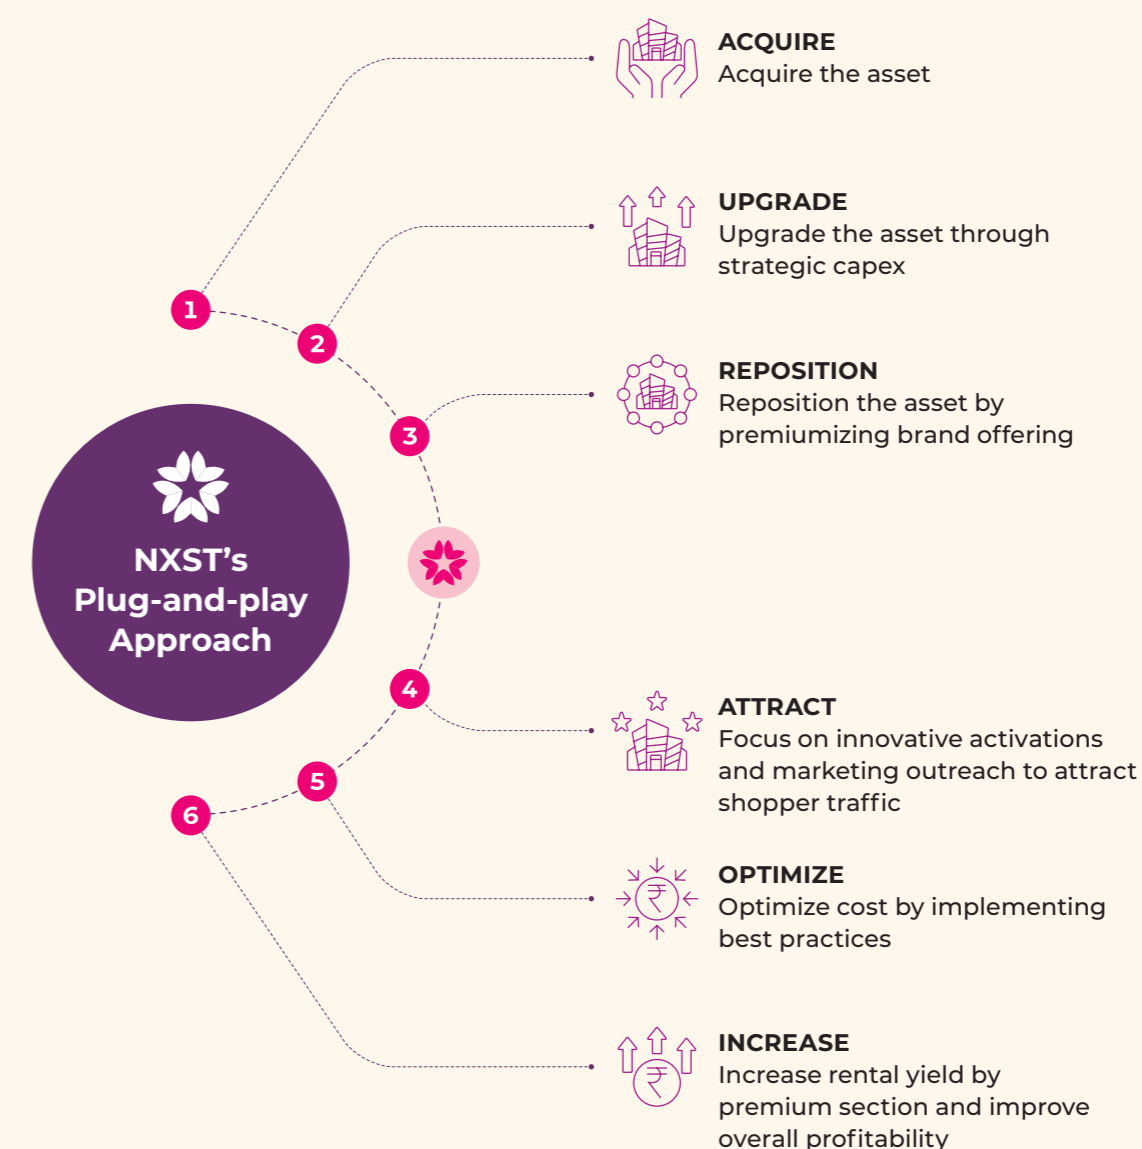 ACQUIRE
Acquire the asset
UPGRADE
Upgrade the asset through
strategic capex
1
2
REPOSITION
Reposition the asset by
premiumizing brand offering
3
NXST's
Plug-and-play
Approach
4
ATTRACT
Focus on innovative activations
and marketing outreach to attract
shopper traffic
5
6
OPTIMIZE
₹
Optimize cost by implementing
best practices
INCREASE
₹
Increase rental yield by
premium section and improve
overall profitability